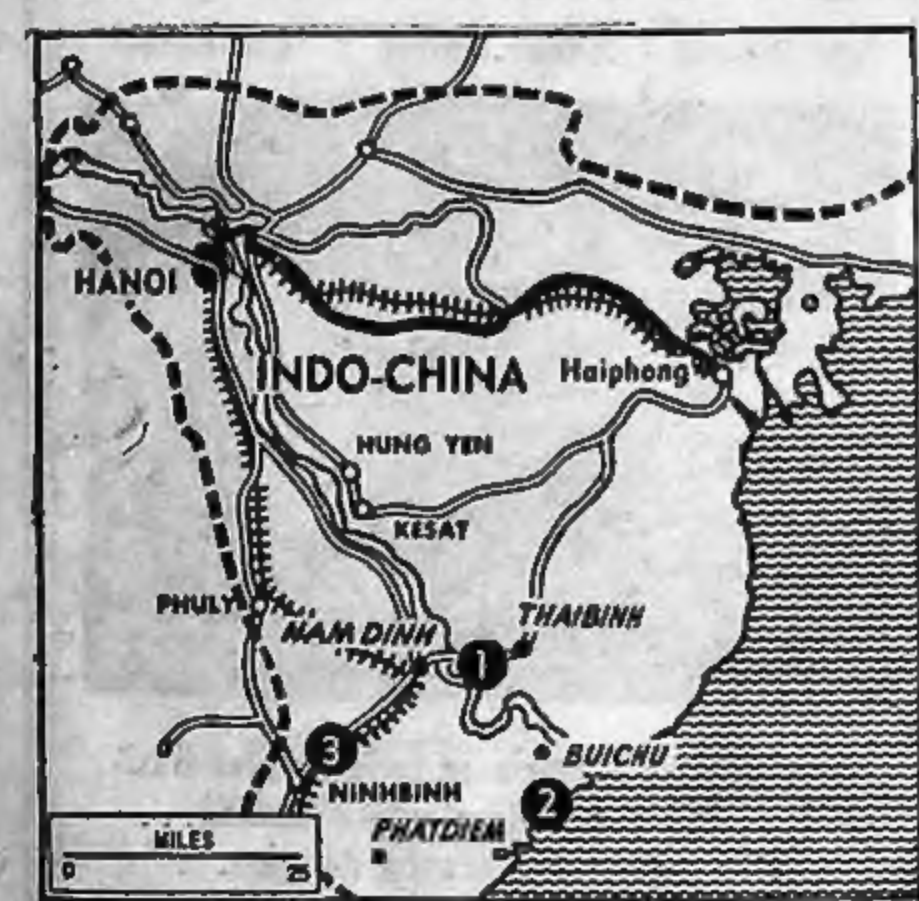 HANOI
INDO-CHINA
Haiphong
HUNG YEN
KESAT
PHULY
NAM DINH
THAIBINH
1
BUICHU
3
2
NINHBINH
PHATDIEM
MILES
0 25